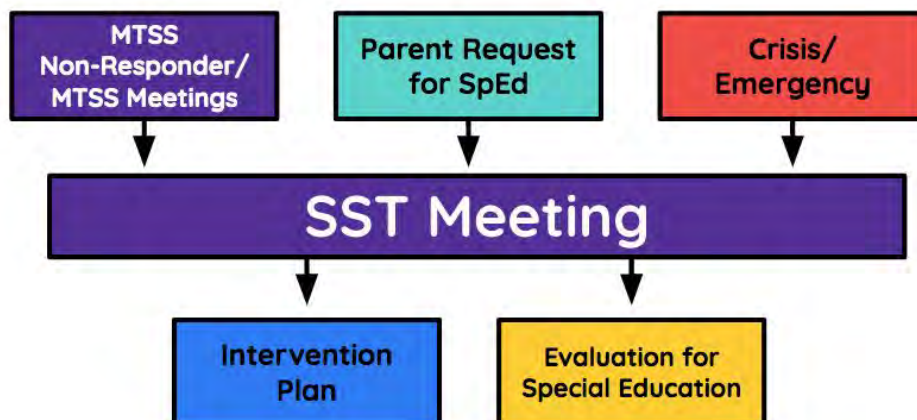 MTSS
Non-Responder/
MTSS Meetings
Parent Request
for SpEd
Crisis/
Emergency
SST Meeting
Intervention
Plan
Evaluation for
Special Education